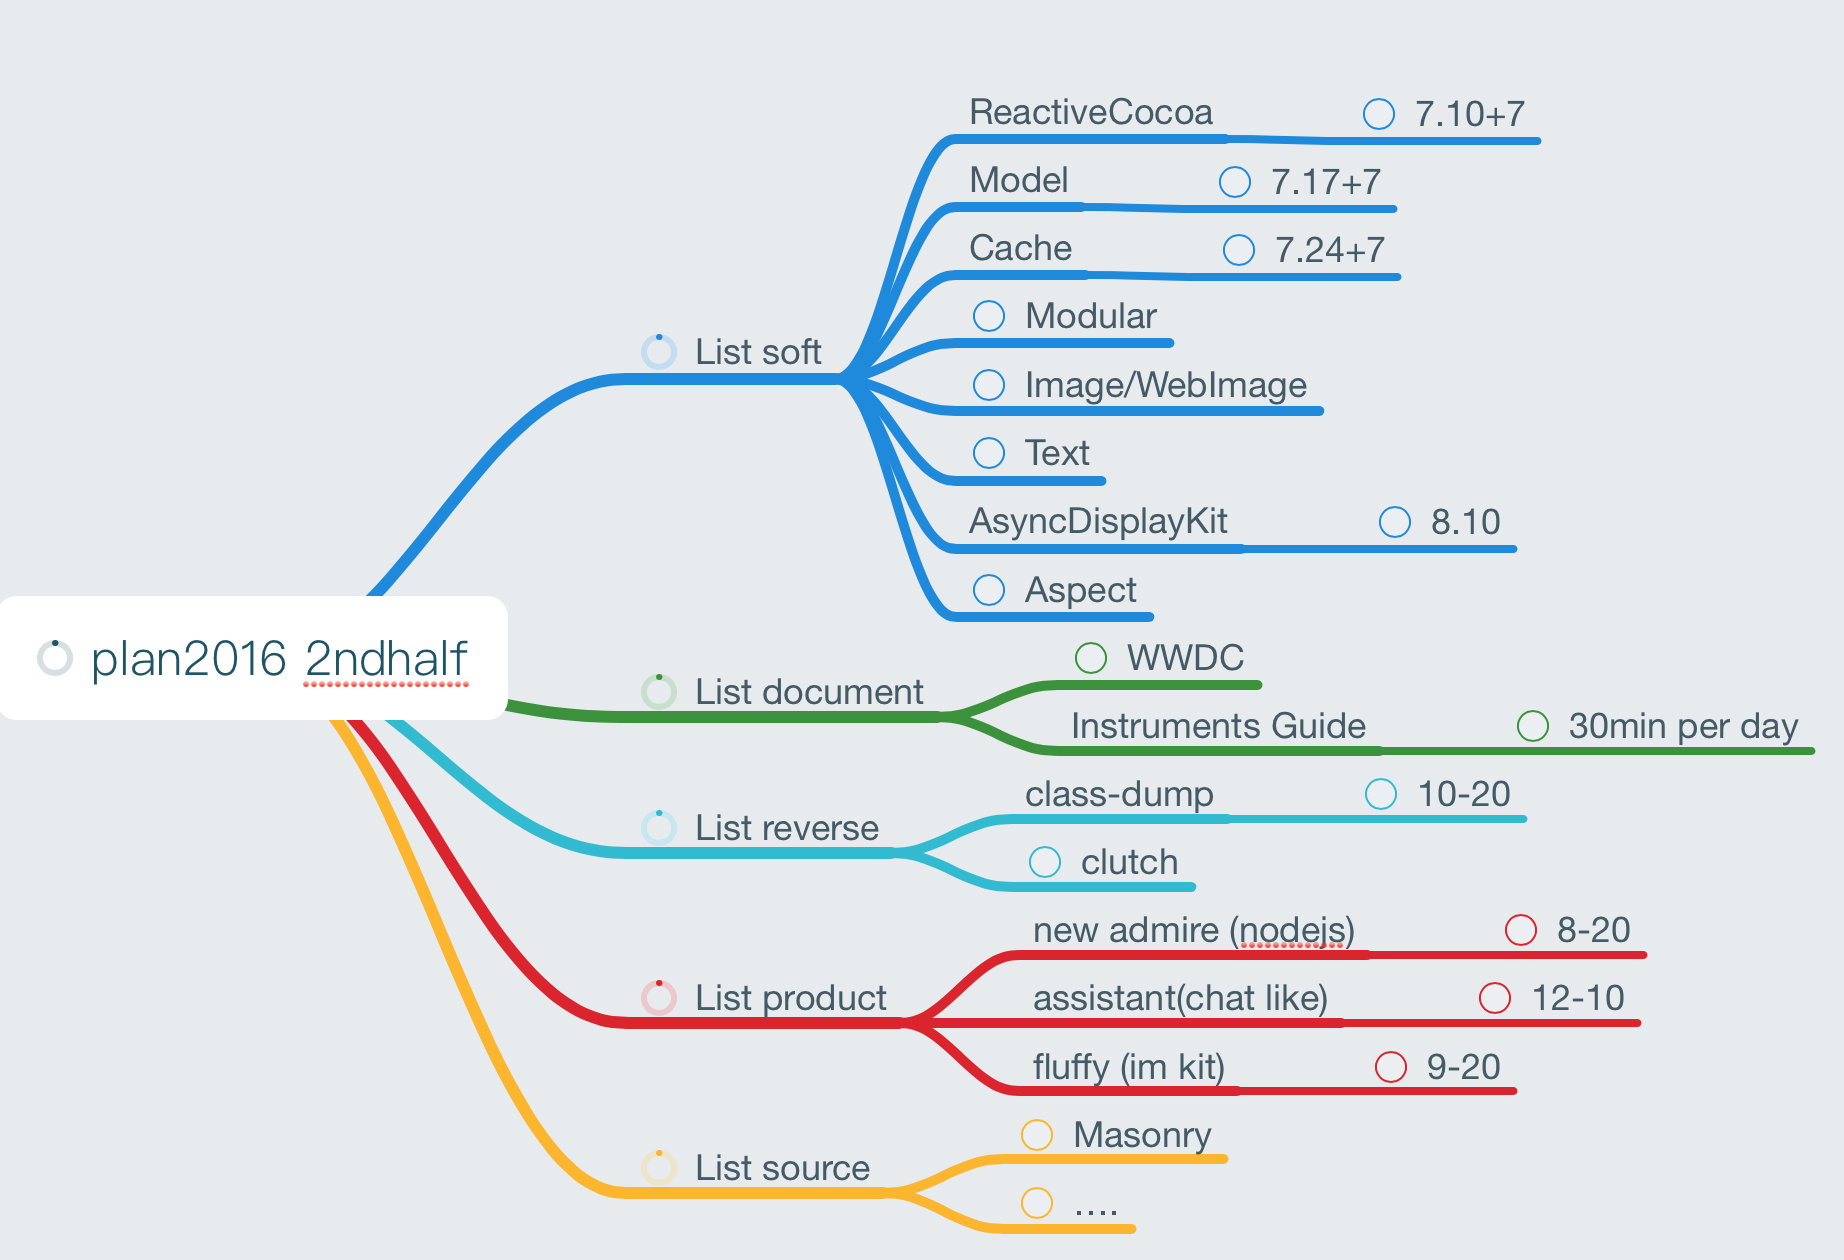 plan2016 2ndhalf
List soft
ReactiveCocoa 7.10+7
Model 7.17+7
Cache 7.24+7
Modular
Image/WebImage
Text
AsyncDisplayKit 8.10
Aspect
List document
WWDC
Instruments Guide 30min per day
List reverse
class-dump 10-20
clutch
List product
new admire (nodejs) 8-20
assistant(chat like) 12-10
fluffy (im kit) 9-20
List source
Masonry
....